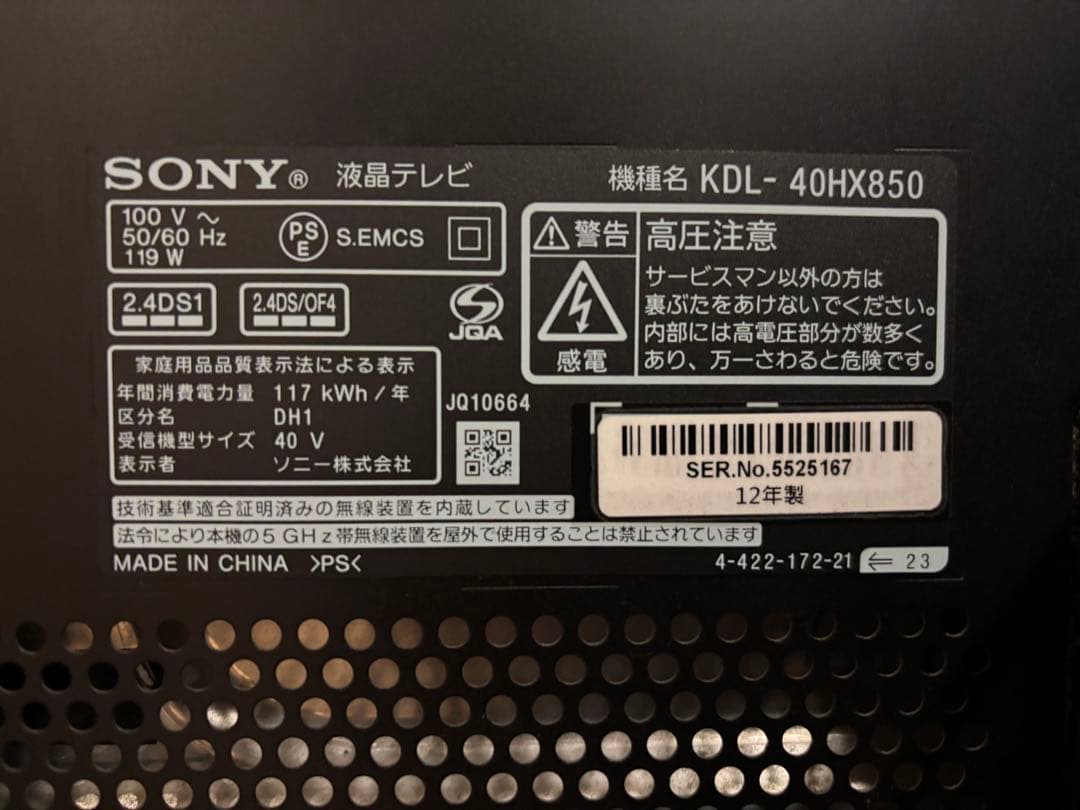 SONY® 液晶テレビ
機種名 KDL- 40HX850
100 V ～
50/60 Hz
119 W
PS
E
S.EMCS
2.4DS1
2.4DS/OF4
JQA
警告
感電
高圧注意
サービスマン以外の方は
裏ぶたをあけないでください。
内部には高電圧部分が数多く
あり、万一さわると危険です。
家庭用品品質表示法による表示
年間消費電力量 117 kWh / 年
区分名 DH1
受信機型サイズ 40 V
表示者 ソニー株式会社
JQ10664
SER.No.5525167
12年製
技術基準適合証明済みの無線装置を内蔵しています
法令により本機の5 GHz帯無線装置を屋外で使用することは禁止されています
MADE IN CHINA >PS<
4-422-172-21 ⇐ 23